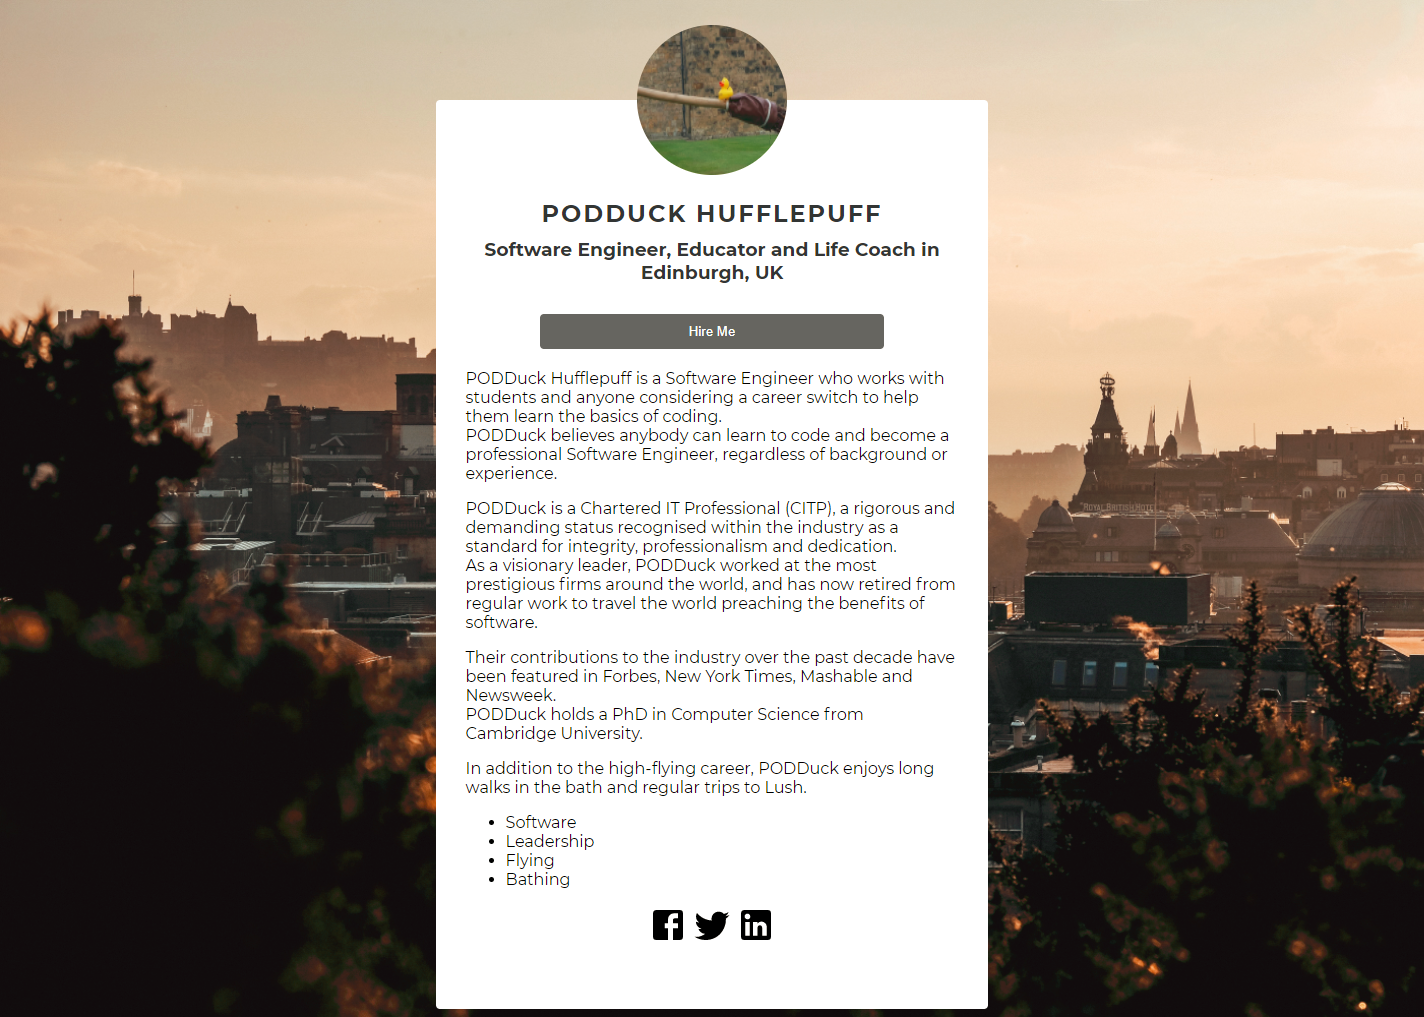 PODDUCK HUFFLEPUFF
Software Engineer, Educator and Life Coach in
Edinburgh, UK
Hire Me
PODDuck Hufflepuff is a Software Engineer who works with
students and anyone considering a career switch to help
them learn the basics of coding.
PODDuck believes anybody can learn to code and become a
professional Software Engineer, regardless of background or
experience.
PODDuck is a Chartered IT Professional (CITP), a rigorous and
demanding status recognised within the industry as a
standard for integrity, professionalism and dedication.
As a visionary leader, PODDuck worked at the most
prestigious firms around the world, and has now retired from
regular work to travel the world preaching the benefits of
software.
Their contributions to the industry over the past decade have
been featured in Forbes, New York Times, Mashable and
Newsweek.
PODDuck holds a PhD in Computer Science from
Cambridge University.
In addition to the high-flying career, PODDuck enjoys long
walks in the bath and regular trips to Lush.
Software
Leadership
Flying
Bathing
ROYAL BRITISH HOTEL